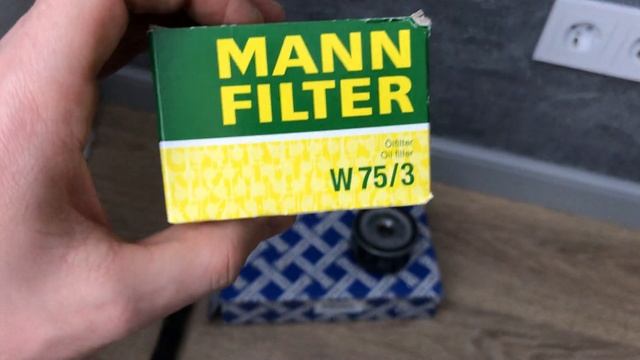 MANN
FILTER
Ölfilter
Oil filter
W 75/3